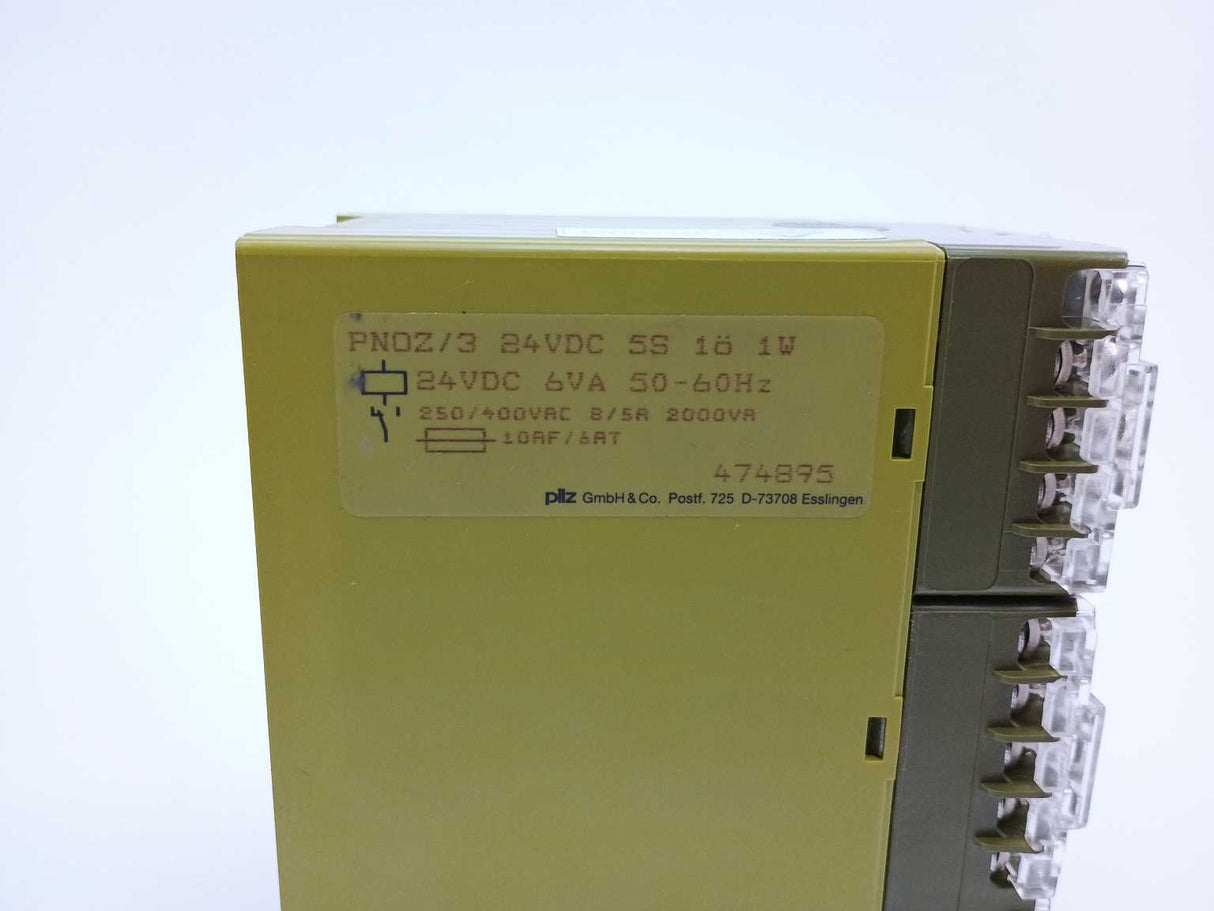 PNOZ/3 24VDC 5S 1ö 1W
24VDC 6VA 50-60Hz
250/400VAC 8/5A 2000VA
10AF/6AT
474895
pilz GmbH & Co. Postf. 725 D-73708 Esslingen